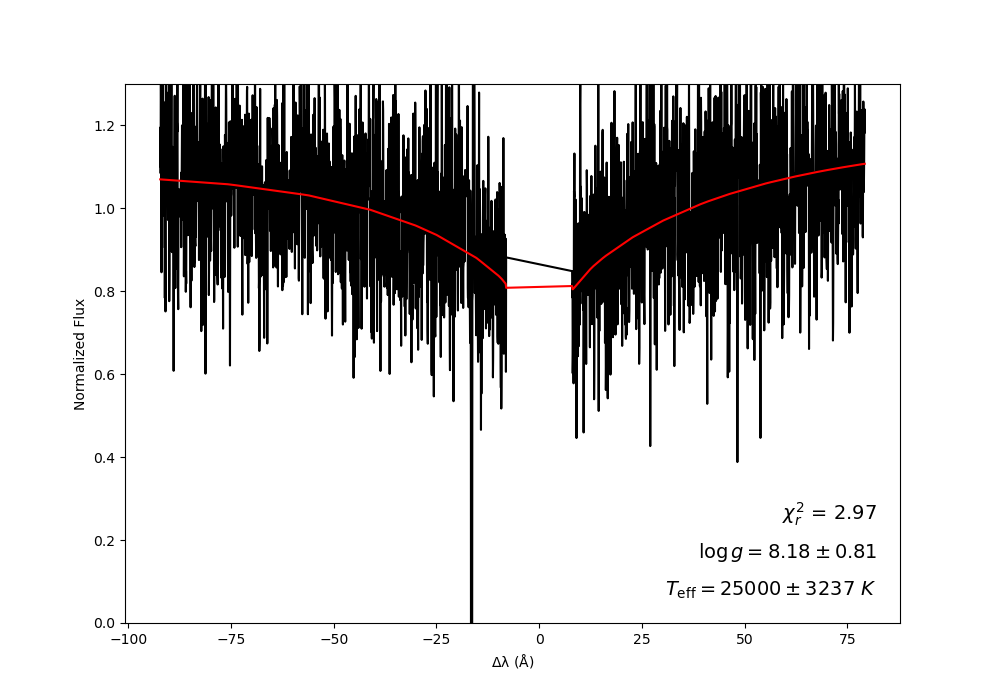 1.2
1.0
0.8
0.6
0.4
0.2
0.0
Normalized Flux
χ²ᵣ = 2.97
log g = 8.18 ± 0.81
T_eff = 25000 ± 3237 K
−100 −75 −50 −25 0 25 50 75
Δλ (Å)